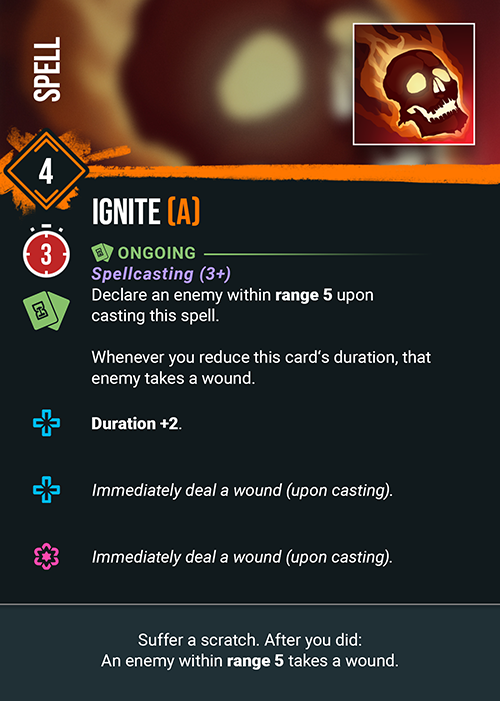 SPELL
4
IGNITE (A)
3
ONGOING
Spellcasting (3+)
Declare an enemy within range 5 upon
casting this spell.
Whenever you reduce this card‘s duration, that
enemy takes a wound.
Duration +2.
Immediately deal a wound (upon casting).
Immediately deal a wound (upon casting).
Suffer a scratch. After you did:
An enemy within range 5 takes a wound.